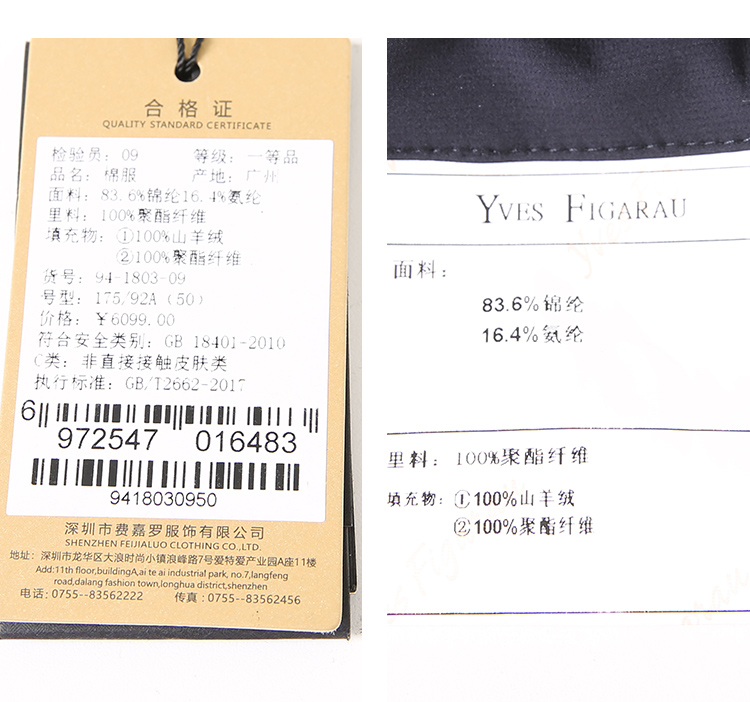 合格证
QUALITY STANDARD CERTIFICATE
检验员: 09 等级: 一等品
品名: 棉服 产地: 广州
面料: 83.6%锦纶16.4%氨纶
里料: 100%聚酯纤维
填充物: ①100%山羊绒
②100%聚酯纤维
货号: 94-1803-09
号型: 175/92A (50)
价格: ￥6099.00
符合安全类别: GB 18401-2010
C类: 非直接接触皮肤类
执行标准: GB/T2662-2017
6 972547 016483
9418030950
深圳市费嘉罗服饰有限公司
SHENZHEN FEIJIALUO CLOTHING CO.,LTD
地址: 深圳市龙华区大浪时尚小镇浪峰路7号爱特爱产业园A座11楼
Add:11th floor,buildingA,ai te ai industrial park, no.7,langfeng
road,dalang fashion town,longhua district,shenzhen
电话: 0755--83562222 传真: 0755--83562456
YVES FIGARAU
面料:
83.6%锦纶
16.4%氨纶
里料: 100%聚酯纤维
填充物: ①100%山羊绒
②100%聚酯纤维